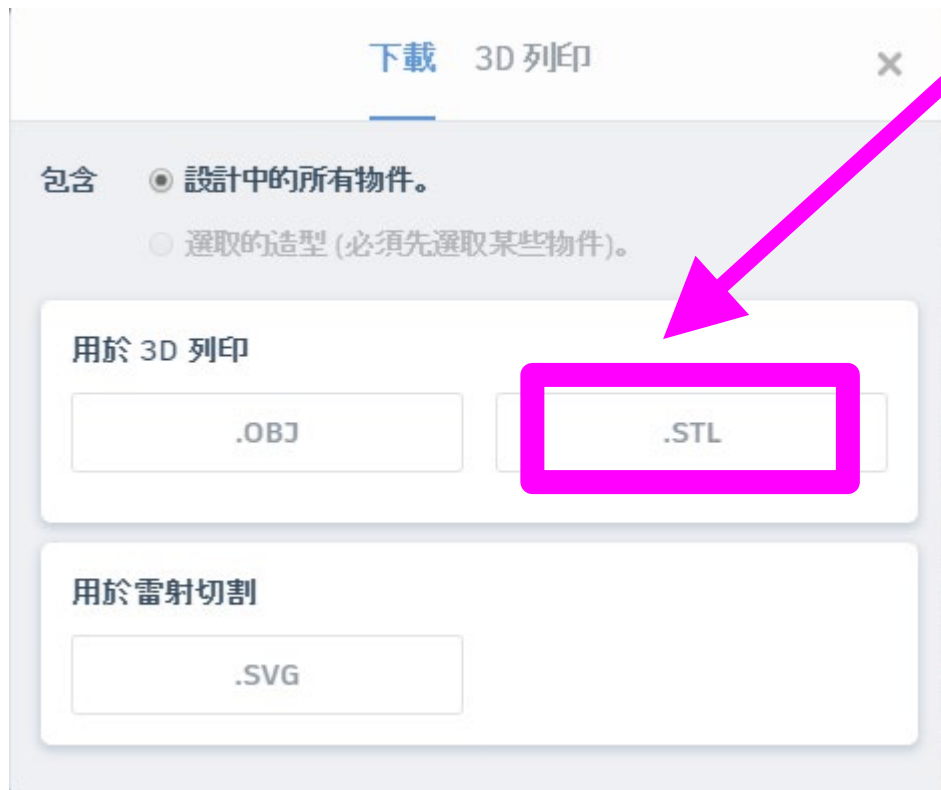 下載 3D 列印 ×
包含 設計中的所有物件。
選取的造型 (必須先選取某些物件)。
用於 3D 列印
.OBJ .STL
用於雷射切割
.SVG